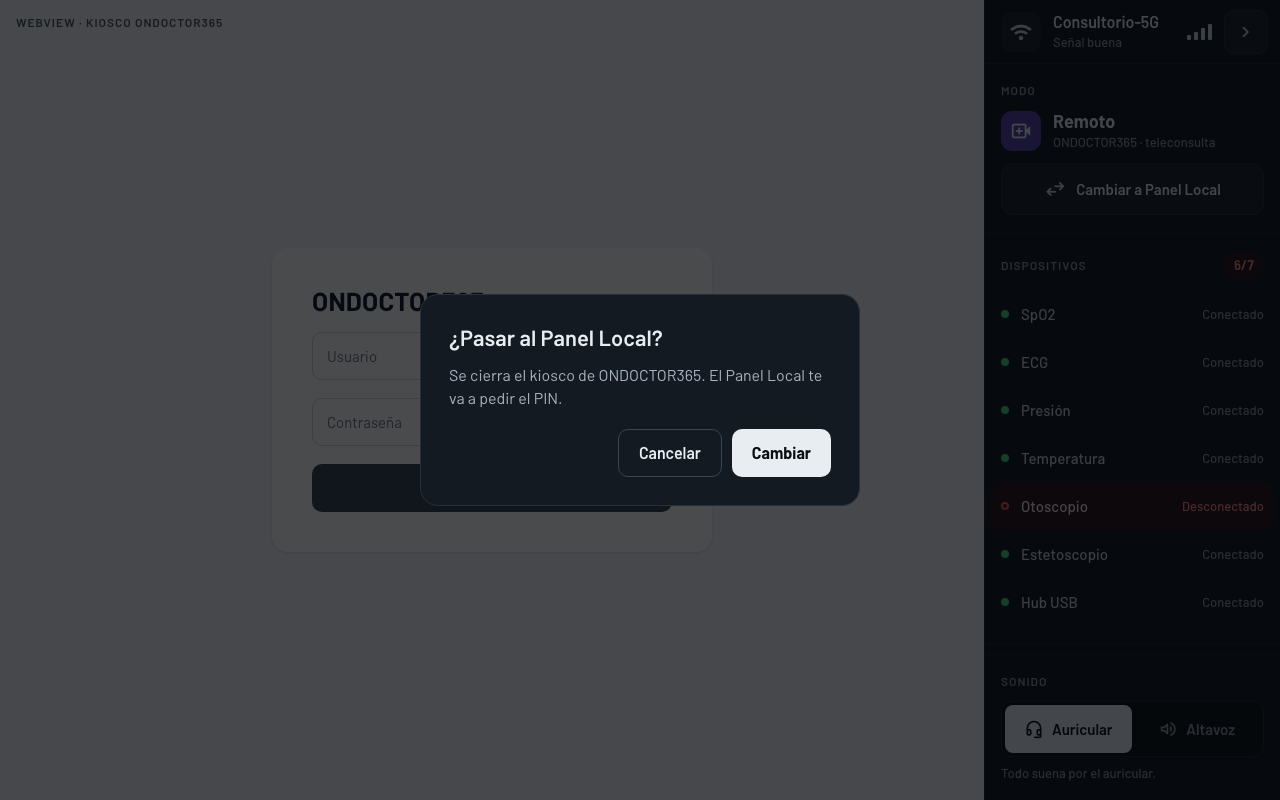 WEBVIEW · KIOSCO ONDOCTOR365
Consultorio-5G
Señal buena
MODO
Remoto
ONDOCTOR365 · teleconsulta
Cambiar a Panel Local
DISPOSITIVOS
6/7
SpO2
Conectado
ECG
Conectado
Presión
Conectado
Temperatura
Conectado
Otoscopio
Desconectado
Estetoscopio
Conectado
Hub USB
Conectado
SONIDO
Auricular
Altavoz
Todo suena por el auricular.
Usuario
Contraseña
¿Pasar al Panel Local?
Se cierra el kiosco de ONDOCTOR365. El Panel Local te
va a pedir el PIN.
Cancelar
Cambiar